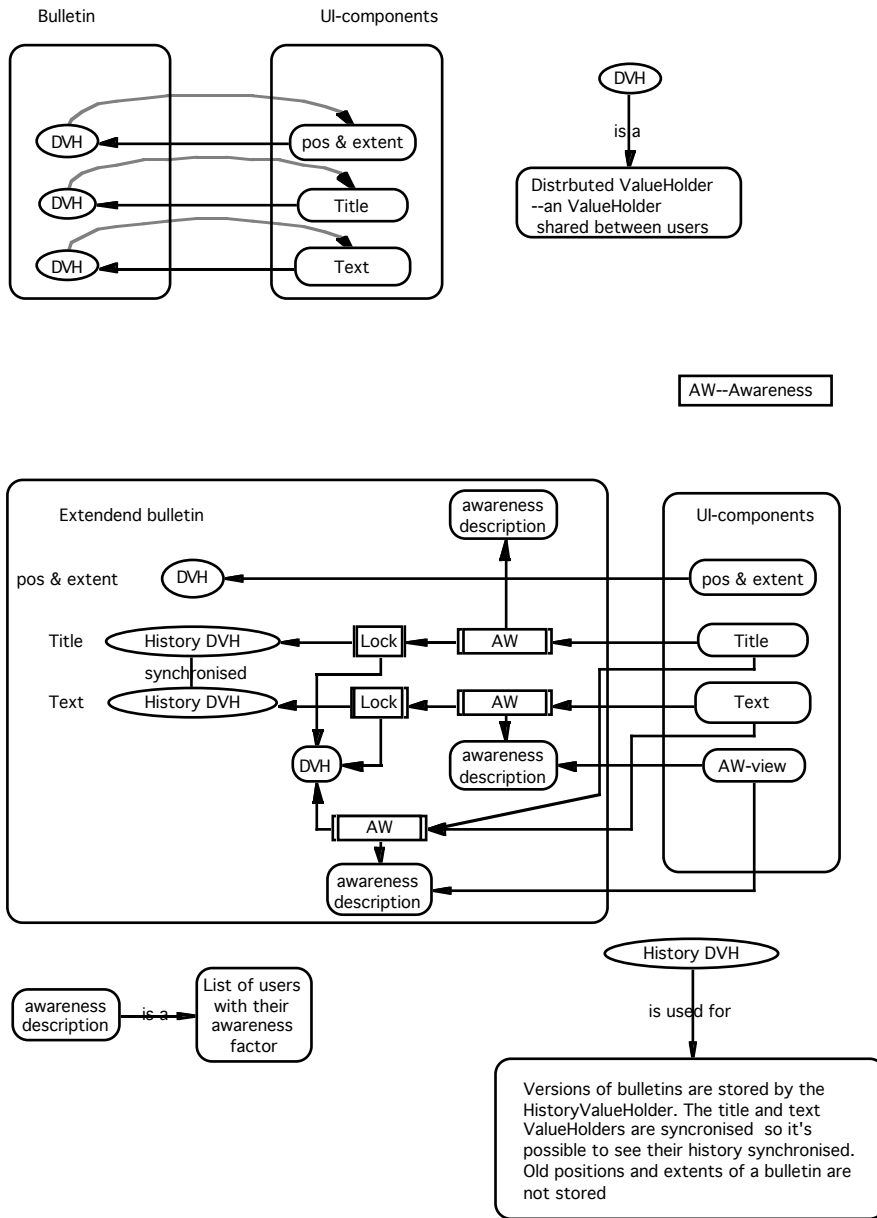 Bulletin
UI-components
DVH
pos & extent
DVH
Title
DVH
Text
DVH
is a
Distrbuted ValueHolder
--an ValueHolder
shared between users
AW--Awareness
Extendend bulletin
awareness
description
UI-components
pos & extent
DVH
pos & extent
Title
History DVH
Lock
AW
Title
synchronised
Text
History DVH
Lock
AW
Text
DVH
awareness
description
AW-view
AW
awareness
description
awareness
description
is a
List of users
with their
awareness
factor
History DVH
is used for
Versions of bulletins are stored by the
HistoryValueHolder. The title and text
ValueHolders are syncronised so it's
possible to see their history synchronised.
Old positions and extents of a bulletin are
not stored